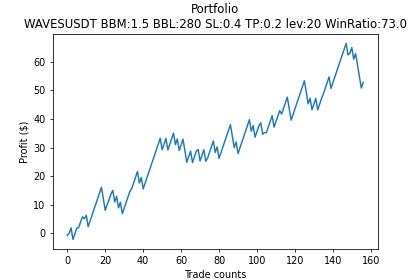 Portfolio
WAVESUSDT BBM:1.5 BBL:280 SL:0.4 TP:0.2 lev:20 WinRatio:73.0
Profit ($)
60
50
40
30
20
10
0
0 20 40 60 80 100 120 140 160
Trade counts